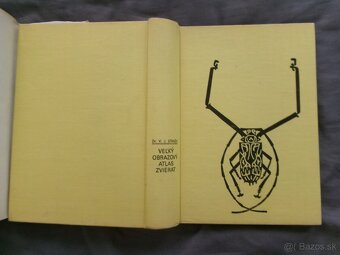 Dr. V. J. Staněk
VEĽKÝ
OBRAZOVÝ
ATLAS
ZVIERAT
Bazos.sk